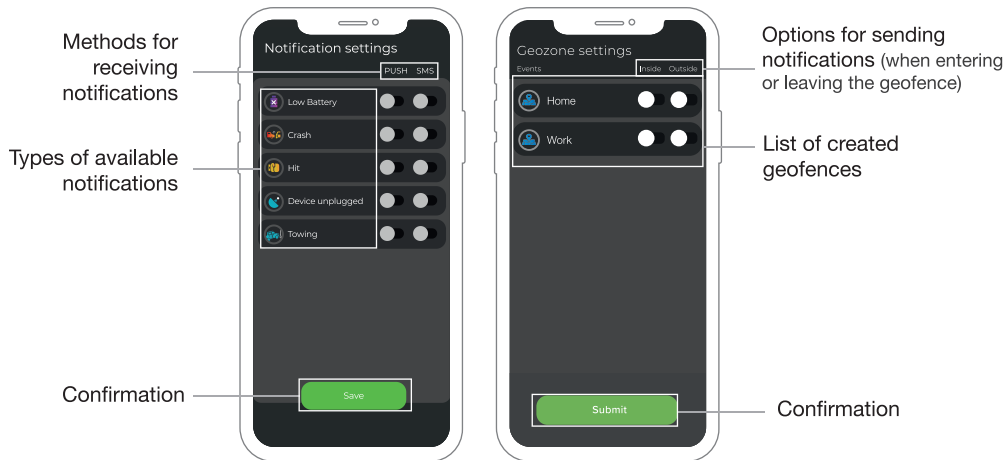 Methods for
receiving
notifications
Types of available
notifications
Confirmation
Notification settings
PUSH SMS
Low Battery
Crash
Hit
Device unplugged
Towing
Save
Geozone settings
Events Inside Outside
Home
Work
Submit
Options for sending
notifications (when entering
or leaving the geofence)
List of created
geofences
Confirmation